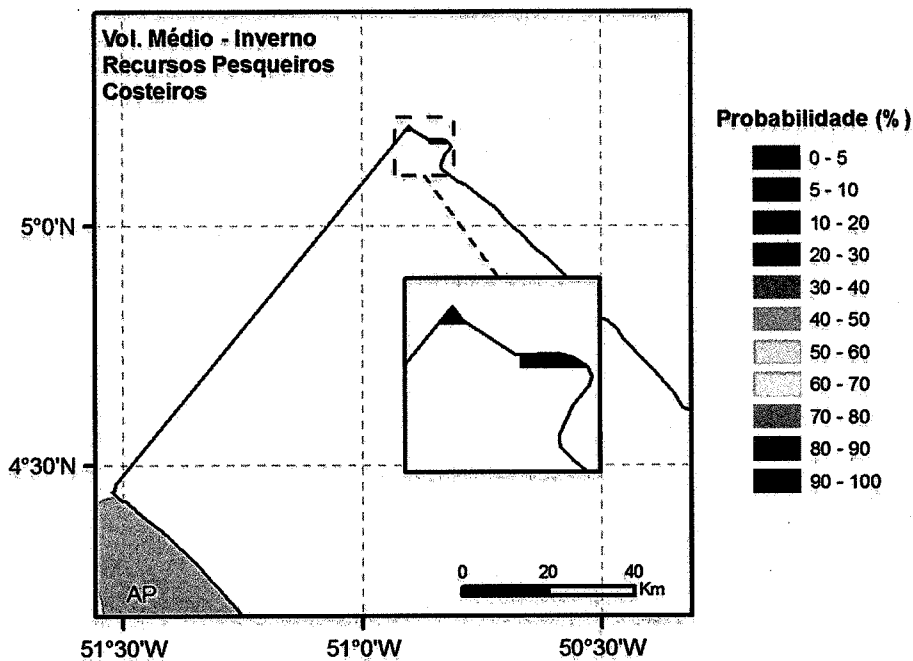 Vol. Médio - Inverno
Recursos Pesqueiros
Costeiros
Probabilidade (%)
0 - 5
5 - 10
10 - 20
20 - 30
30 - 40
40 - 50
50 - 60
60 - 70
70 - 80
80 - 90
90 - 100
5°0'N
4°30'N
AP
0 20 40
Km
51°30'W 51°0'W 50°30'W